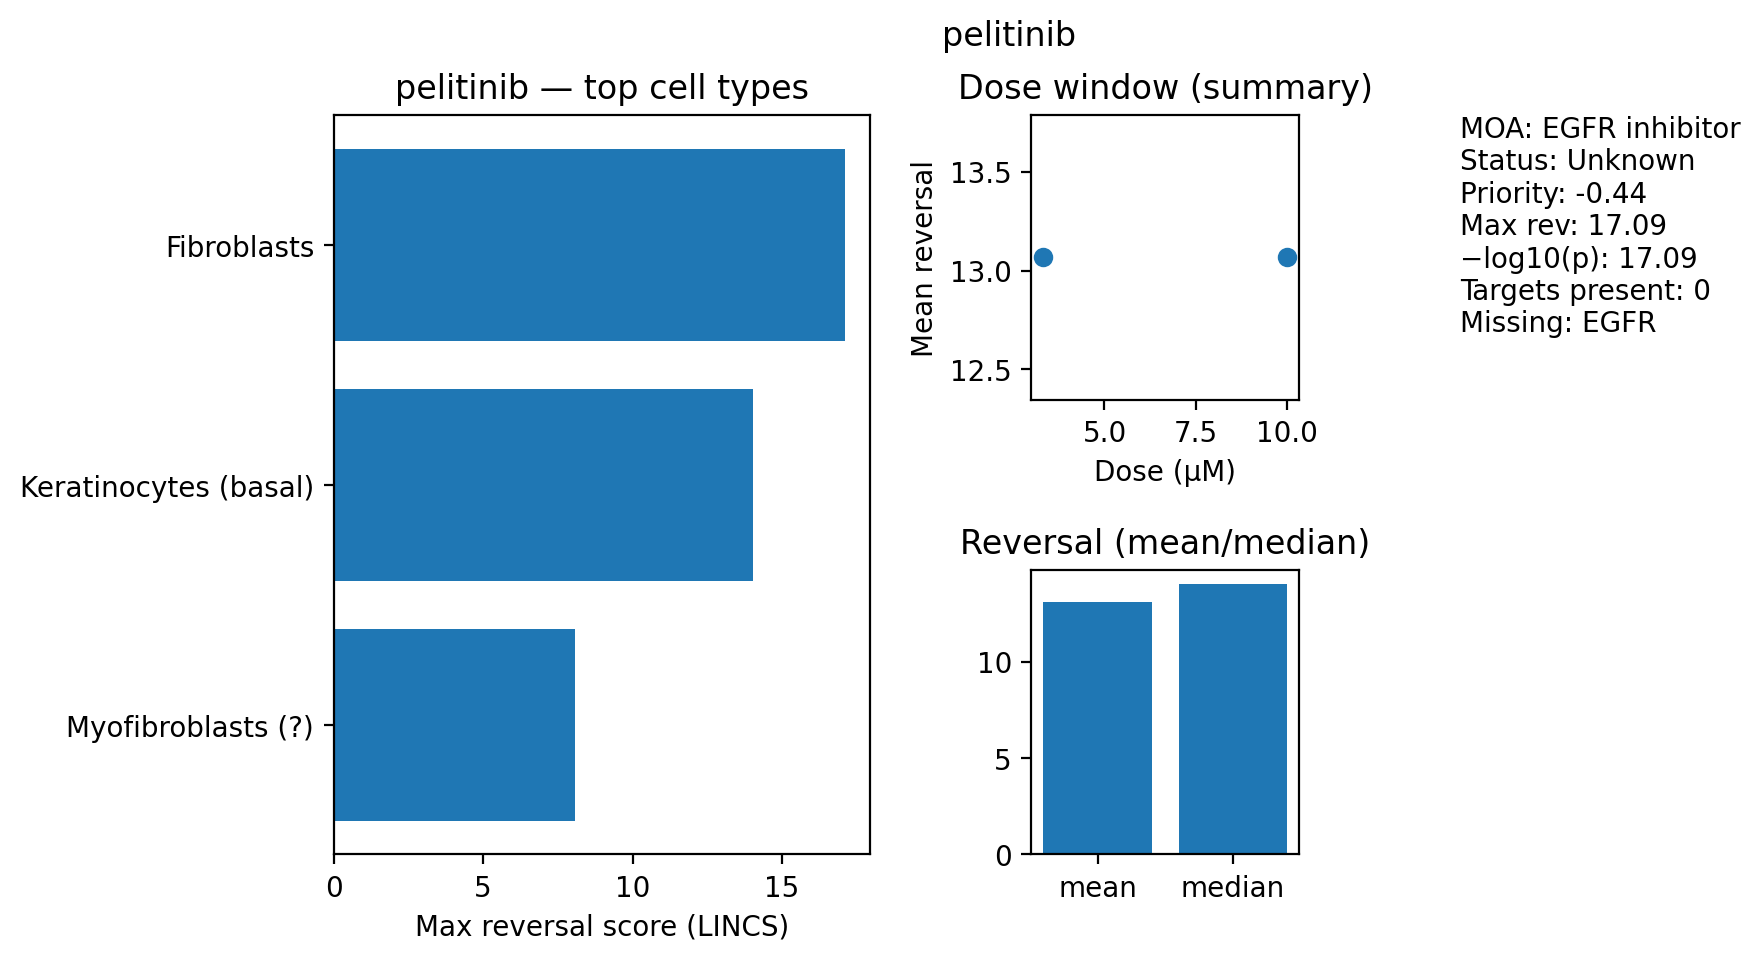 pelitinib
pelitinib — top cell types
Fibroblasts
Keratinocytes (basal)
Myofibroblasts (?)
0 5 10 15
Max reversal score (LINCS)
Dose window (summary)
Mean reversal
13.5
13.0
12.5
5.0 7.5 10.0
Dose (μM)
Reversal (mean/median)
10
5
0
mean median
MOA: EGFR inhibitor
Status: Unknown
Priority: -0.44
Max rev: 17.09
−log10(p): 17.09
Targets present: 0
Missing: EGFR